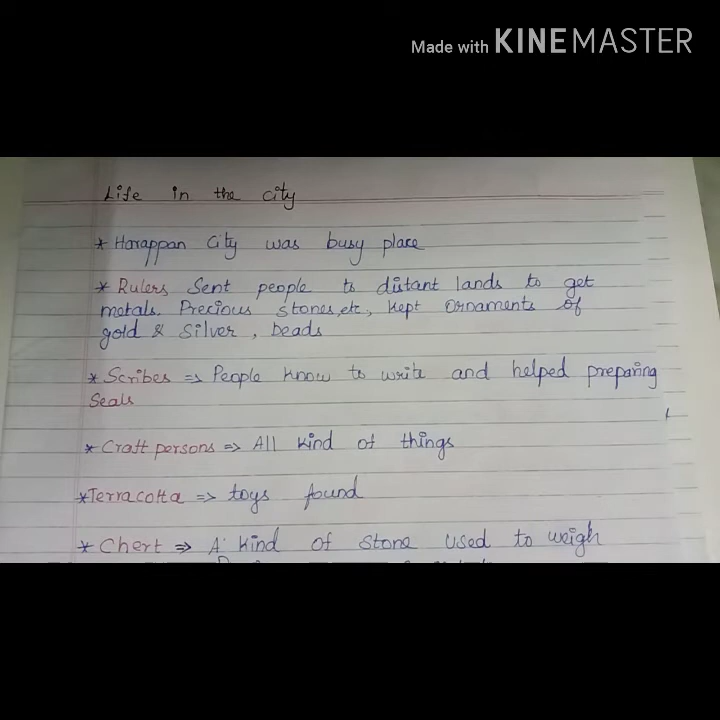 Made with KINEMASTER
Life in the city
* Harappan City was busy place
* Rulers Sent people to distant lands to get
metals, Precious stones,etc, kept ornaments of
gold & silver, beads
* Scribes => People know to write and helped preparing
Seals
* Craft persons => All kind of things
* Terracotta => toys found
* Chert => A kind of stone used to weigh